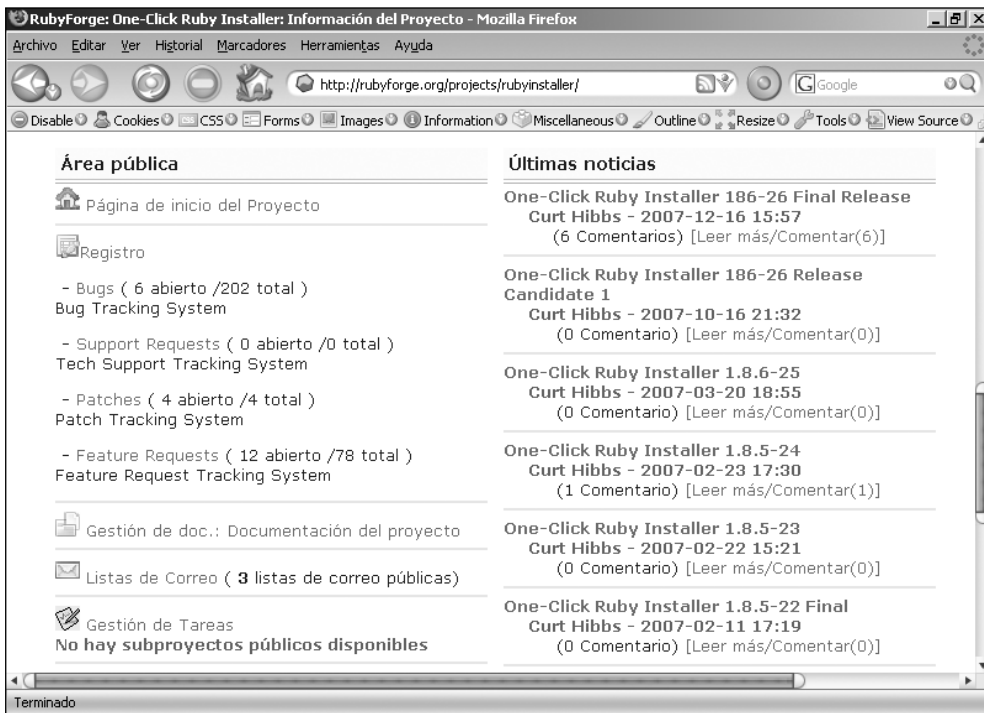 RubyForge: One-Click Ruby Installer: Información del Proyecto - Mozilla Firefox
Archivo Editar Ver Historial Marcadores Herramientas Ayuda
http://rubyforge.org/projects/rubyinstaller/
G Google
Disable Cookies CSS Forms Images Information Miscellaneous Outline Resize Tools View Source
Área pública
Página de inicio del Proyecto
Registro
- Bugs ( 6 abierto /202 total )
Bug Tracking System
- Support Requests ( 0 abierto /0 total )
Tech Support Tracking System
- Patches ( 4 abierto /4 total )
Patch Tracking System
- Feature Requests ( 12 abierto /78 total )
Feature Request Tracking System
Gestión de doc.: Documentación del proyecto
Listas de Correo ( 3 listas de correo públicas)
Gestión de Tareas
No hay subproyectos públicos disponibles
Últimas noticias
One-Click Ruby Installer 186-26 Final Release
Curt Hibbs - 2007-12-16 15:57
(6 Comentarios) [Leer más/Comentar(6)]
One-Click Ruby Installer 186-26 Release
Candidate 1
Curt Hibbs - 2007-10-16 21:32
(0 Comentario) [Leer más/Comentar(0)]
One-Click Ruby Installer 1.8.6-25
Curt Hibbs - 2007-03-20 18:55
(0 Comentario) [Leer más/Comentar(0)]
One-Click Ruby Installer 1.8.5-24
Curt Hibbs - 2007-02-23 17:30
(1 Comentario) [Leer más/Comentar(1)]
One-Click Ruby Installer 1.8.5-23
Curt Hibbs - 2007-02-22 15:21
(0 Comentario) [Leer más/Comentar(0)]
One-Click Ruby Installer 1.8.5-22 Final
Curt Hibbs - 2007-02-11 17:19
(0 Comentario) [Leer más/Comentar(0)]
Terminado